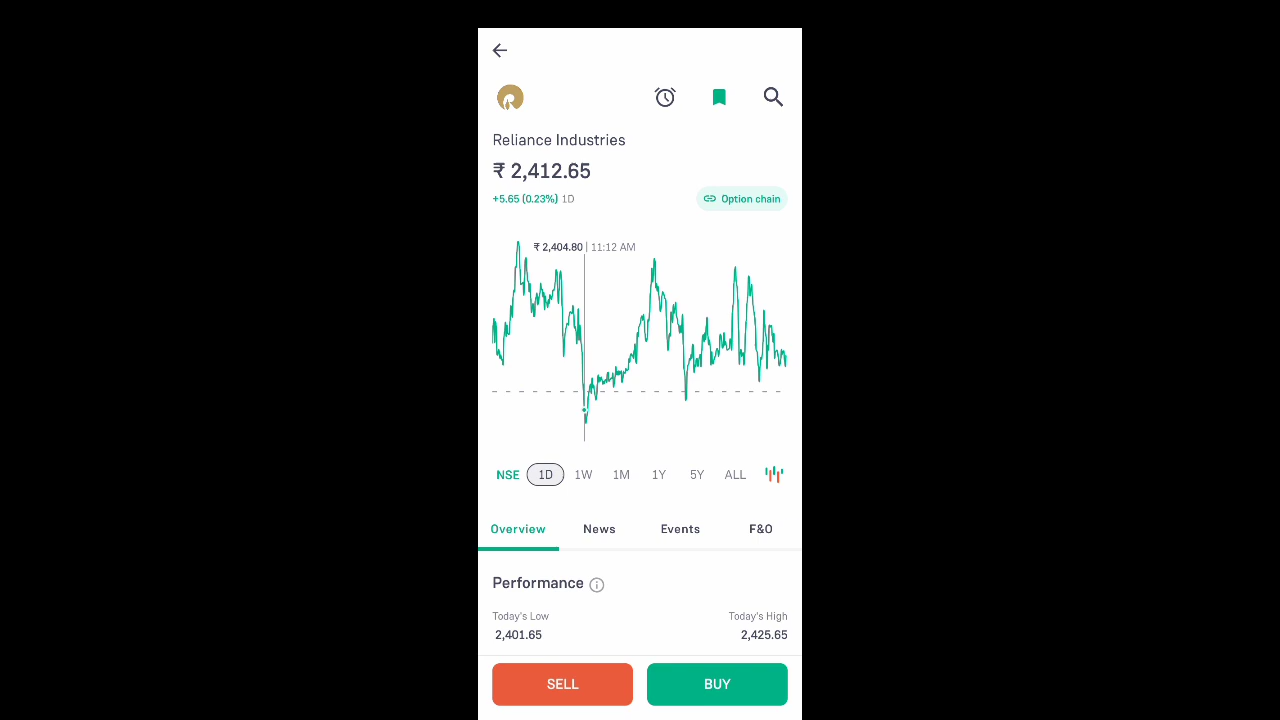 Reliance Industries
₹ 2,412.65
+5.65 (0.23%) 1D
Option chain
₹ 2,404.80 | 11:12 AM
NSE 1D 1W 1M 1Y 5Y ALL
Overview News Events F&O
Performance
Today's Low Today's High
2,401.65 2,425.65
SELL BUY